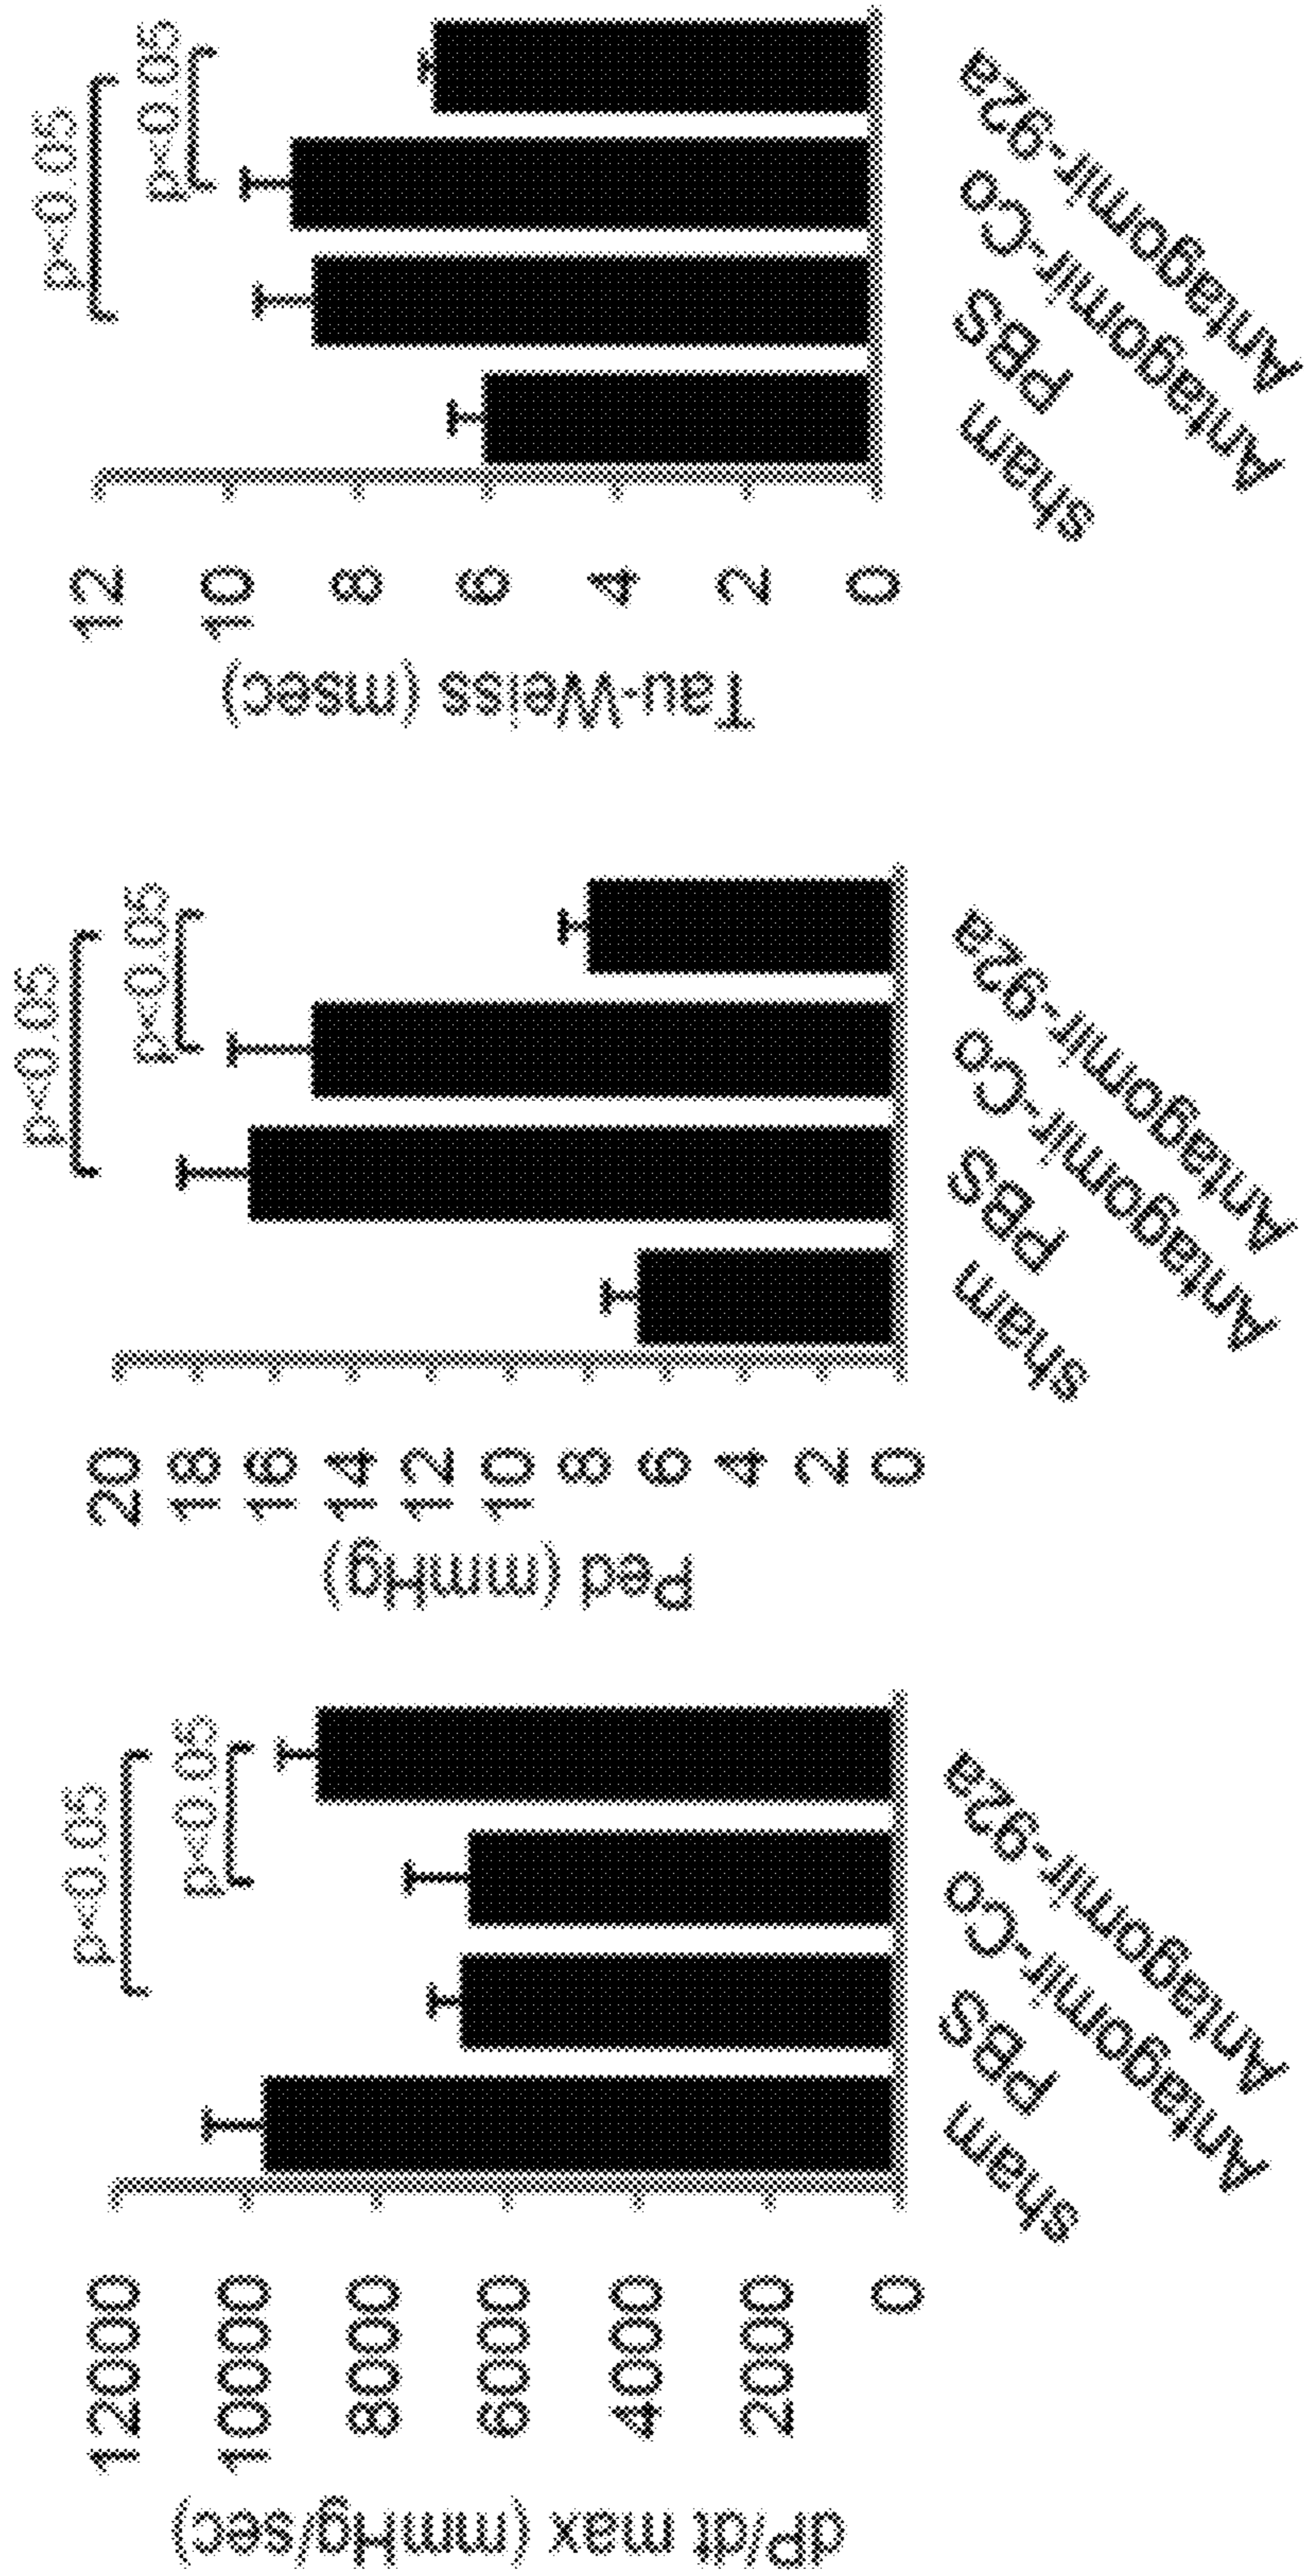 dP/dt max (mmHg/sec)
12000
10000
8000
6000
4000
2000
0
p<0.05
p<0.05
sham
PBS
Antagomir-Co
Antagomir-92a
Ped (mmHg)
20
18
16
14
12
10
8
6
4
2
0
p<0.05
p<0.05
sham
PBS
Antagomir-Co
Antagomir-92a
Tau-Weiss (msec)
12
10
8
6
4
2
0
p<0.05
p<0.05
sham
PBS
Antagomir-Co
Antagomir-92a